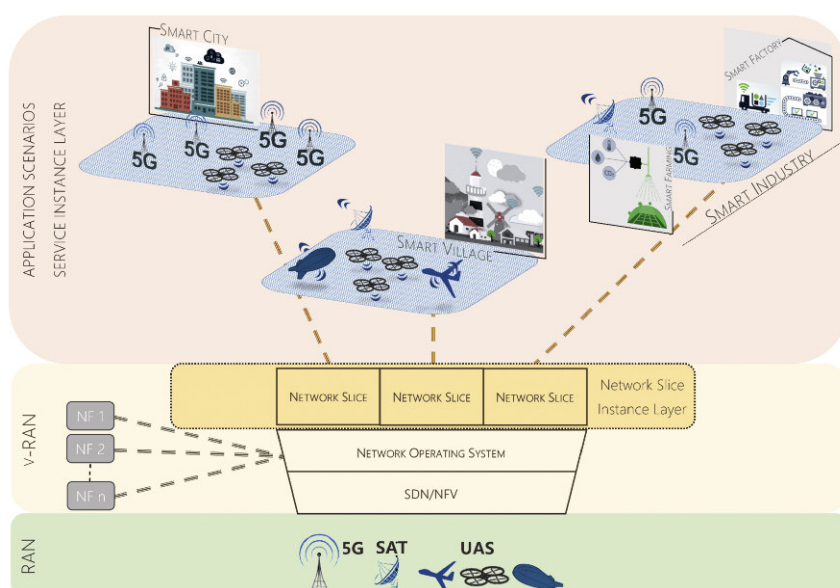 SMART CITY
5G
5G
5G
5G
SMART FACTORY
5G
5G
CO₂
SMART FARMING
SMART INDUSTRY
SMART VILLAGE
APPLICATION SCENARIOS
SERVICE INSTANCE LAYER
NETWORK SLICE
NETWORK SLICE
NETWORK SLICE
Network Slice
Instance Layer
V-RAN
NF 1
NF 2
NF n
NETWORK OPERATING SYSTEM
SDN/NFV
RAN
5G
SAT
UAS